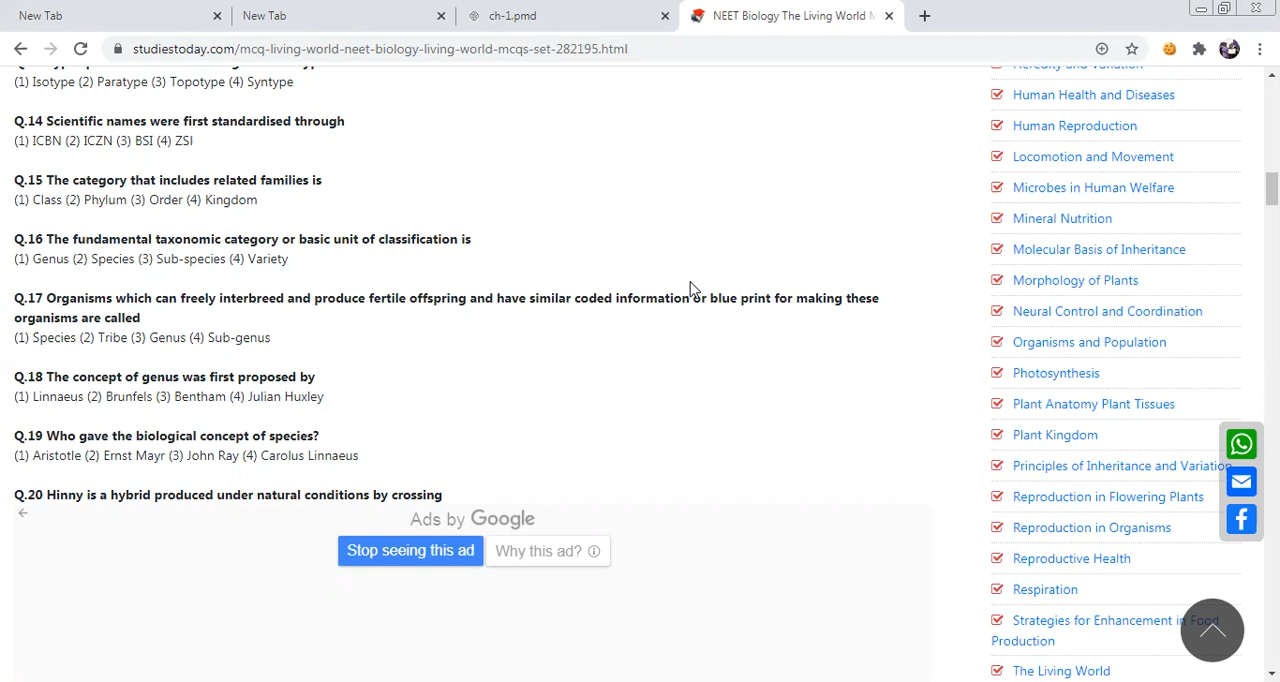 New Tab
New Tab
ch-1.pmd
NEET Biology The Living World M
studiestoday.com/mcq-living-world-neet-biology-living-world-mcqs-set-282195.html
(1) Isotype (2) Paratype (3) Topotype (4) Syntype
Q.14 Scientific names were first standardised through
(1) ICBN (2) ICZN (3) BSI (4) ZSI
Q.15 The category that includes related families is
(1) Class (2) Phylum (3) Order (4) Kingdom
Q.16 The fundamental taxonomic category or basic unit of classification is
(1) Genus (2) Species (3) Sub-species (4) Variety
Q.17 Organisms which can freely interbreed and produce fertile offspring and have similar coded information or blue print for making these
organisms are called
(1) Species (2) Tribe (3) Genus (4) Sub-genus
Q.18 The concept of genus was first proposed by
(1) Linnaeus (2) Brunfels (3) Bentham (4) Julian Huxley
Q.19 Who gave the biological concept of species?
(1) Aristotle (2) Ernst Mayr (3) John Ray (4) Carolus Linnaeus
Q.20 Hinny is a hybrid produced under natural conditions by crossing
Ads by Google
Stop seeing this ad
Why this ad?
Heredity and Variation
Human Health and Diseases
Human Reproduction
Locomotion and Movement
Microbes in Human Welfare
Mineral Nutrition
Molecular Basis of Inheritance
Morphology of Plants
Neural Control and Coordination
Organisms and Population
Photosynthesis
Plant Anatomy Plant Tissues
Plant Kingdom
Principles of Inheritance and Variation
Reproduction in Flowering Plants
Reproduction in Organisms
Reproductive Health
Respiration
Strategies for Enhancement in Food
Production
The Living World